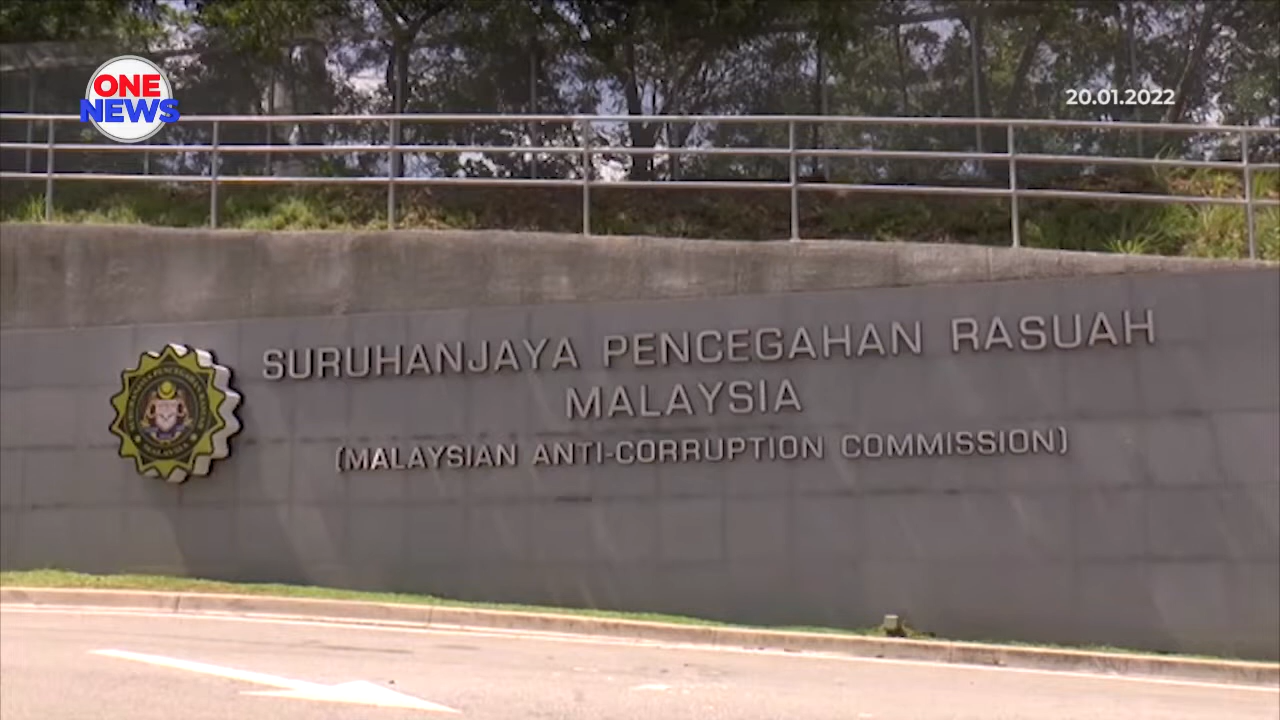 ONE
NEWS
20.01.2022
SURUHANJAYA PENCEGAHAN RASUAH
MALAYSIA
(MALAYSIAN ANTI-CORRUPTION COMMISSION)